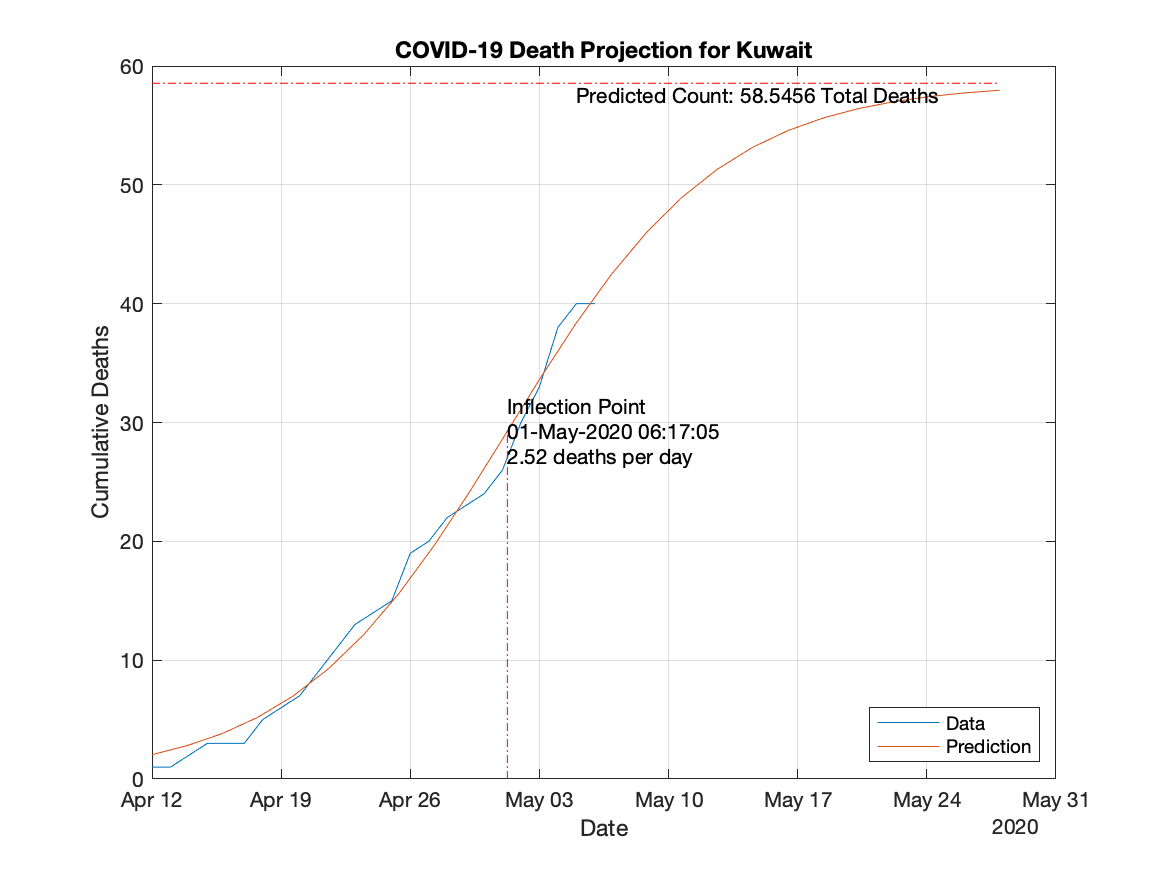 COVID-19 Death Projection for Kuwait
60
Predicted Count: 58.5456 Total Deaths
50
40
Inflection Point
30
01-May-2020 06:17:05
2.52 deaths per day
20
10
0
Cumulative Deaths
Data
Prediction
Apr 12 Apr 19 Apr 26 May 03 May 10 May 17 May 24 May 31
Date
2020